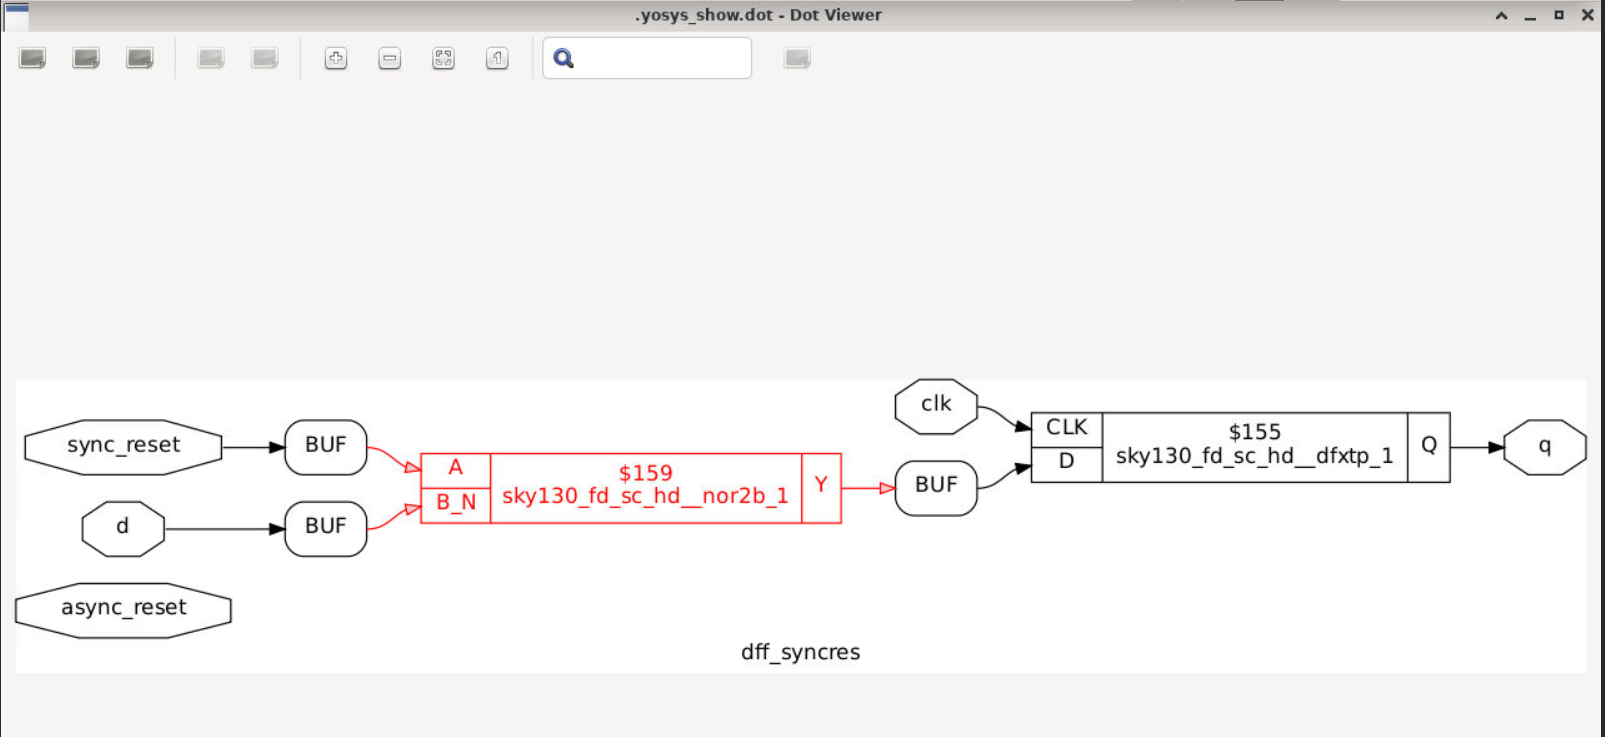 .yosys_show.dot - Dot Viewer
sync_reset
BUF
d
BUF
async_reset
A
B_N
$159
sky130_fd_sc_hd__nor2b_1
Y
BUF
clk
CLK
D
$155
sky130_fd_sc_hd__dfxtp_1
Q
q
dff_syncres